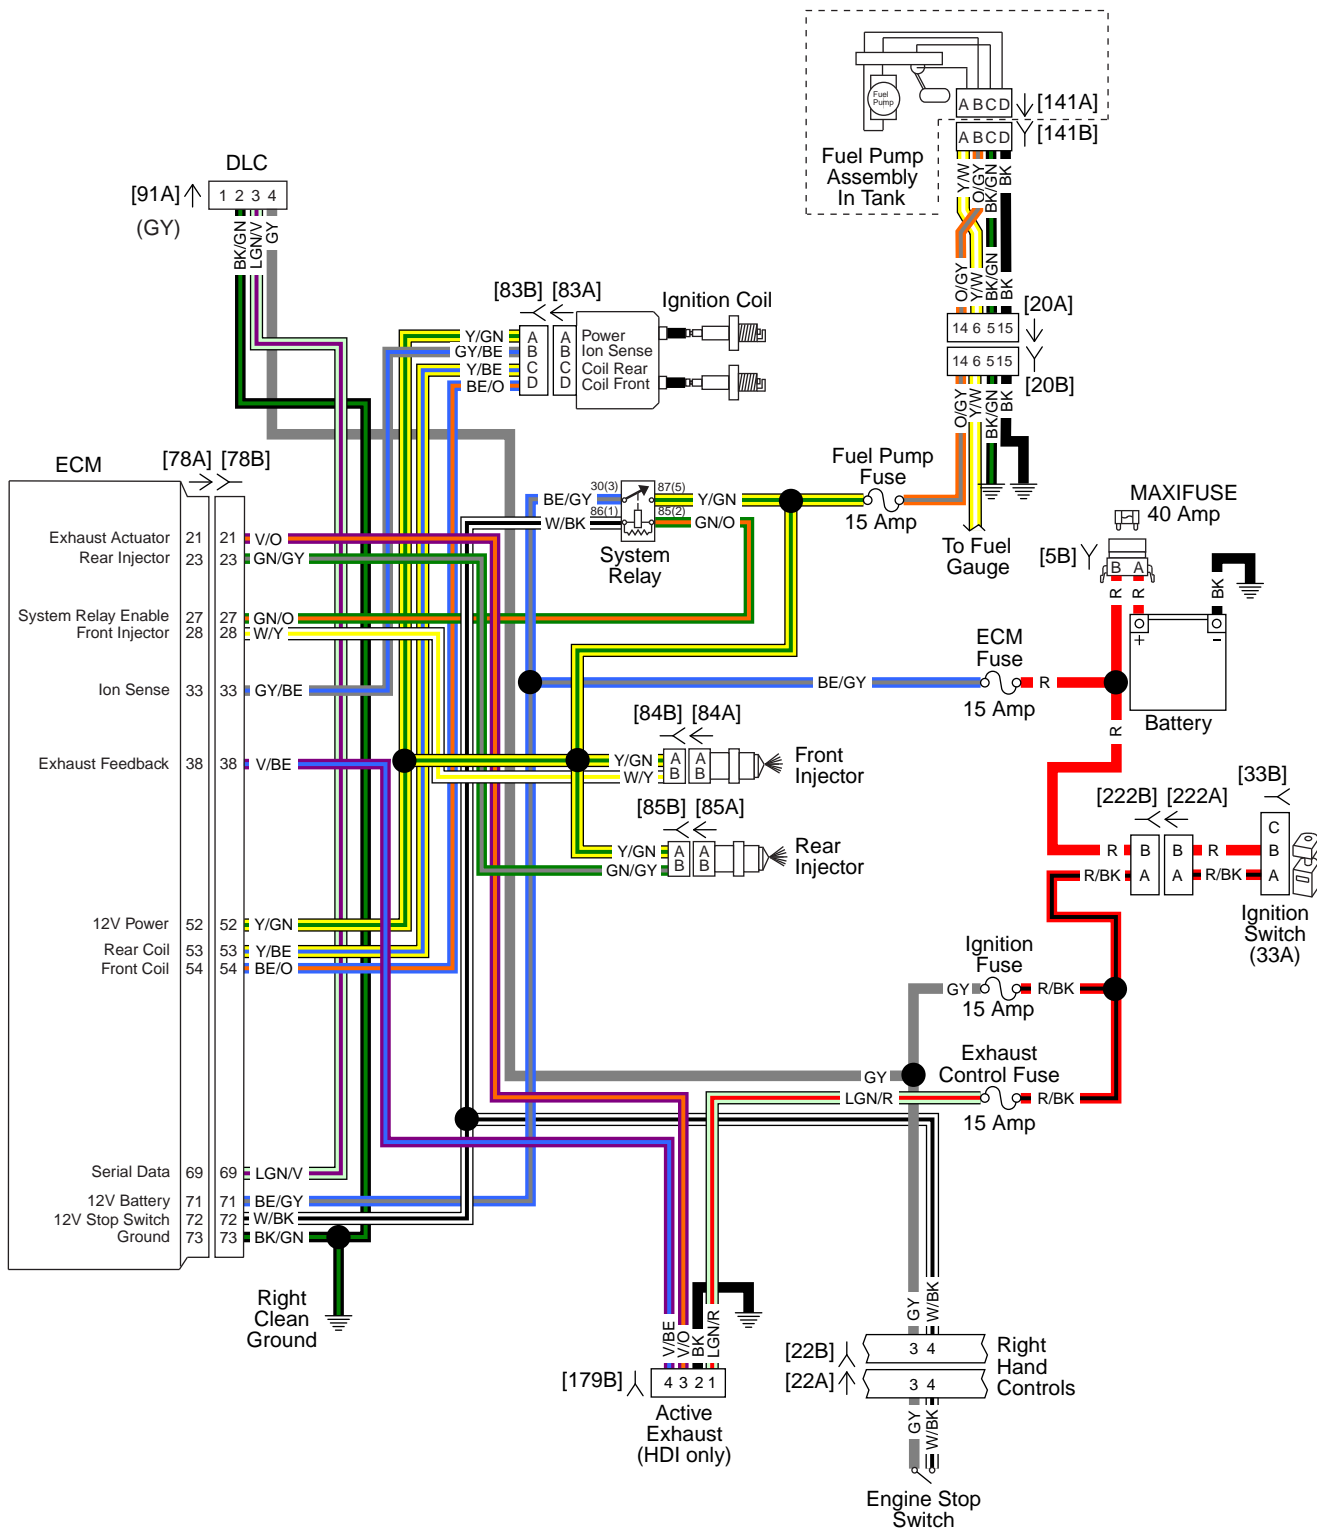 Fuel
Pump
A B C D
[141A]
A B C D
[141B]
Fuel Pump
Assembly
In Tank
Y/W
O/GY
BK/GN
BK
DLC
[91A]
1 2 3 4
(GY)
BK/GN
LGN/V
GY
O/GY
Y/W
BK/GN
BK
[20A]
14 6 5 15
14 6 5 15
[20B]
O/GY
Y/W
BK/GN
BK
[83B] [83A]
Ignition Coil
Y/GN A A Power
GY/BE B B Ion Sense
Y/BE C C Coil Rear
BE/O D D Coil Front
ECM
[78A] [78B]
Fuel Pump
Fuse
15 Amp
BE/GY 30(3) 87(5) Y/GN
W/BK 86(1) 85(2) GN/O
System
Relay
To Fuel
Gauge
MAXIFUSE
40 Amp
[5B]
B A
R R
BK
+ -
Battery
Exhaust Actuator 21 21 V/O
Rear Injector 23 23 GN/GY
System Relay Enable 27 27 GN/O
Front Injector 28 28 W/Y
Ion Sense 33 33 GY/BE
Exhaust Feedback 38 38 V/BE
ECM
Fuse
BE/GY R
15 Amp
R
[84B] [84A]
Y/GN A A
W/Y B B
Front
Injector
[85B] [85A]
Y/GN A A
GN/GY B B
Rear
Injector
[33B]
[222B] [222A]
C
R B B R B
R/BK A A R/BK A
Ignition
Switch
(33A)
12V Power 52 52 Y/GN
Rear Coil 53 53 Y/BE
Front Coil 54 54 BE/O
Ignition
Fuse
GY R/BK
15 Amp
Exhaust
Control Fuse
GY
LGN/R R/BK
15 Amp
Serial Data 69 69 LGN/V
12V Battery 71 71 BE/GY
12V Stop Switch 72 72 W/BK
Ground 73 73 BK/GN
Right
Clean
Ground
V/BE
V/O
BK
LGN/R
[179B]
4 3 2 1
Active
Exhaust
(HDI only)
GY
W/BK
[22B]
3 4
[22A]
3 4
Right
Hand
Controls
GY
W/BK
Engine Stop
Switch